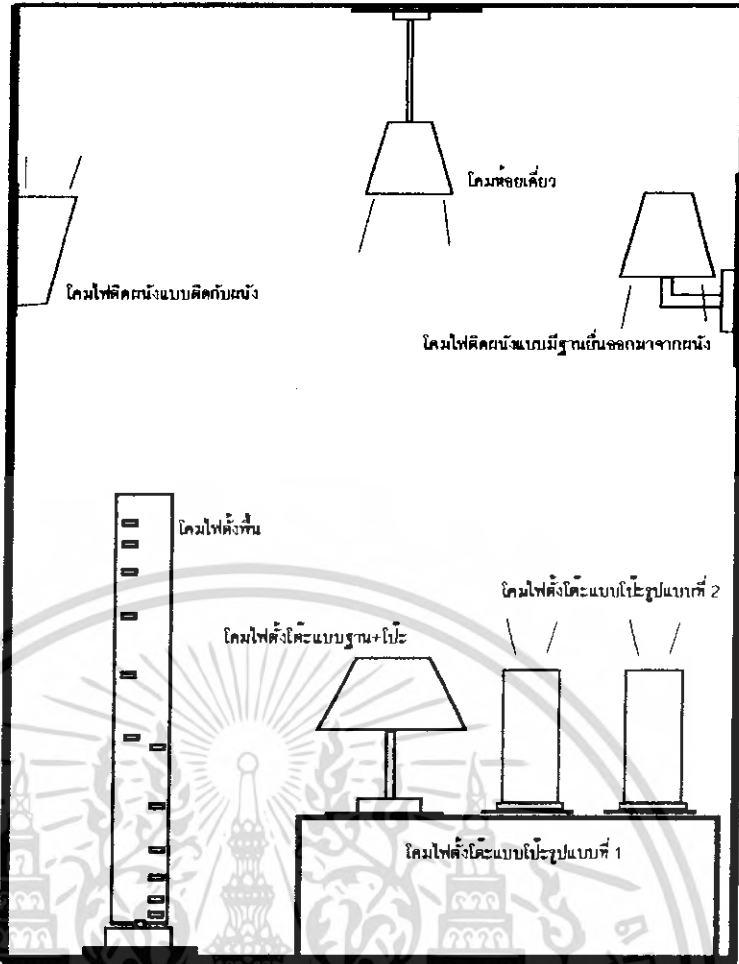 โคมห้อยเดี่ยว
โคมไฟติดผนังแบบติดกับผนัง
โคมไฟติดผนังแบบมีฐานยื่นออกมาจากผนัง
โคมไฟตั้งพื้น
โคมไฟตั้งโต๊ะแบบโป๊ะรูปแบบที่ 2
โคมไฟตั้งโต๊ะแบบฐาน+โป๊ะ
โคมไฟตั้งโต๊ะแบบโป๊ะรูปแบบที่ 1